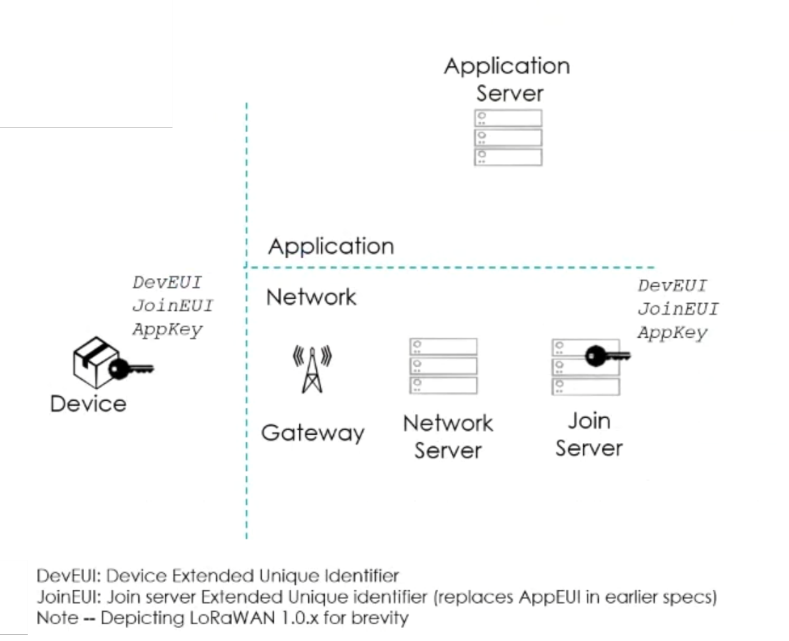 Application
Server
Application
DevEUI
JoinEUI
AppKey
Network
DevEUI
JoinEUI
AppKey
Device
Gateway
Network
Server
Join
Server
DevEUI: Device Extended Unique Identifier
JoinEUI: Join server Extended Unique identifier (replaces AppEUI in earlier specs)
Note -- Depicting LoRaWAN 1.0.x for brevity